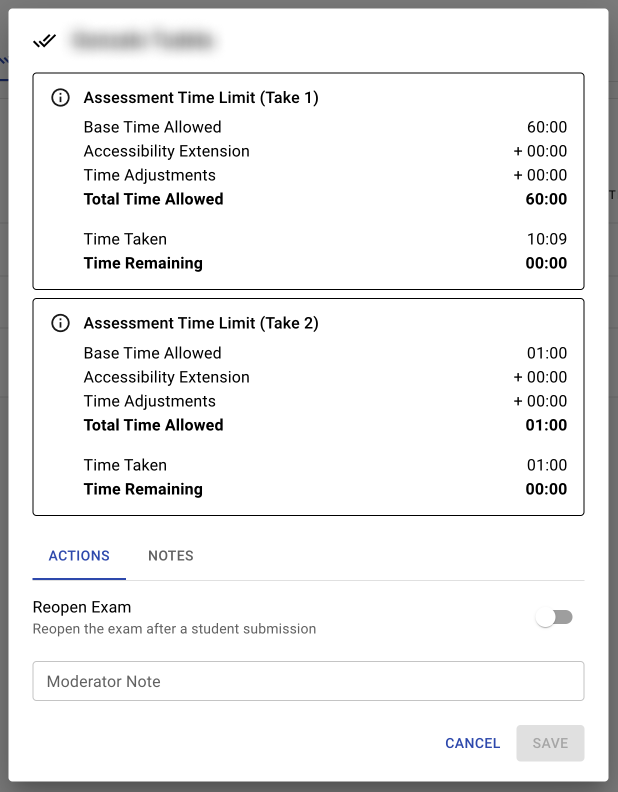 Assessment Time Limit (Take 1)
Base Time Allowed 60:00
Accessibility Extension + 00:00
Time Adjustments + 00:00
Total Time Allowed 60:00
Time Taken 10:09
Time Remaining 00:00
Assessment Time Limit (Take 2)
Base Time Allowed 01:00
Accessibility Extension + 00:00
Time Adjustments + 00:00
Total Time Allowed 01:00
Time Taken 01:00
Time Remaining 00:00
ACTIONS NOTES
Reopen Exam
Reopen the exam after a student submission
Moderator Note
CANCEL SAVE